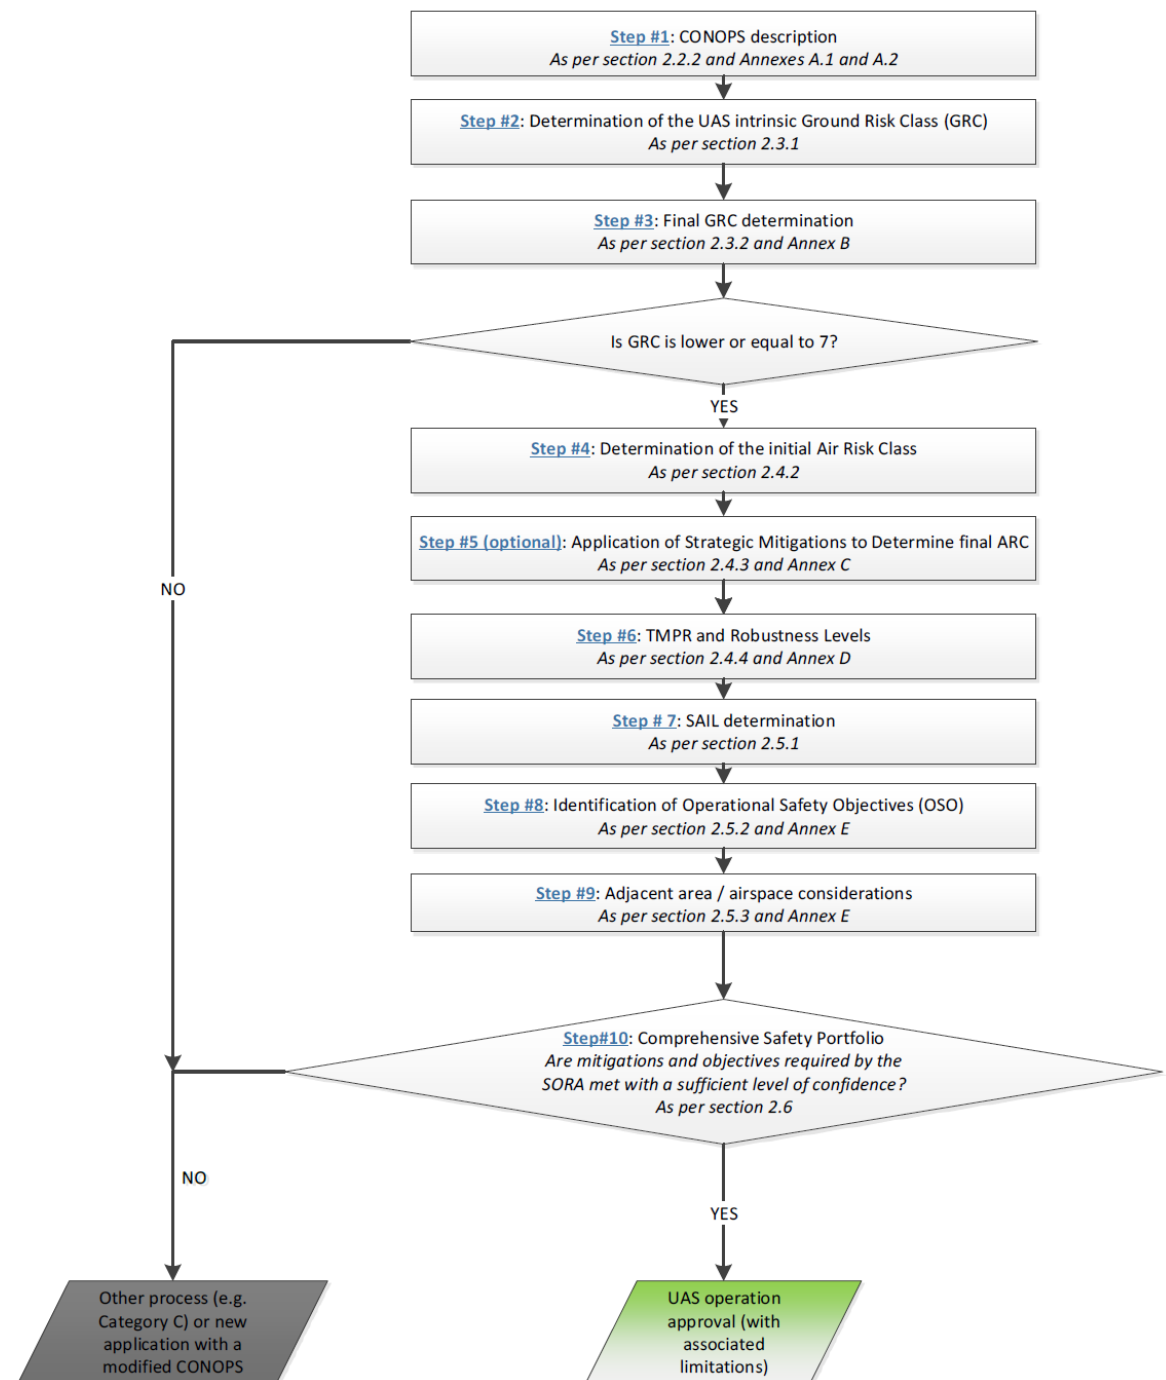 Step #1: CONOPS description
As per section 2.2.2 and Annexes A.1 and A.2
Step #2: Determination of the UAS intrinsic Ground Risk Class (GRC)
As per section 2.3.1
Step #3: Final GRC determination
As per section 2.3.2 and Annex B
Is GRC is lower or equal to 7?
YES
Step #4: Determination of the initial Air Risk Class
As per section 2.4.2
Step #5 (optional): Application of Strategic Mitigations to Determine final ARC
As per section 2.4.3 and Annex C
NO
Step #6: TMPR and Robustness Levels
As per section 2.4.4 and Annex D
Step # 7: SAIL determination
As per section 2.5.1
Step #8: Identification of Operational Safety Objectives (OSO)
As per section 2.5.2 and Annex E
Step #9: Adjacent area / airspace considerations
As per section 2.5.3 and Annex E
Step#10: Comprehensive Safety Portfolio
Are mitigations and objectives required by the
SORA met with a sufficient level of confidence?
As per section 2.6
NO
YES
Other process (e.g.
Category C) or new
application with a
modified CONOPS
UAS operation
approval (with
associated
limitations)